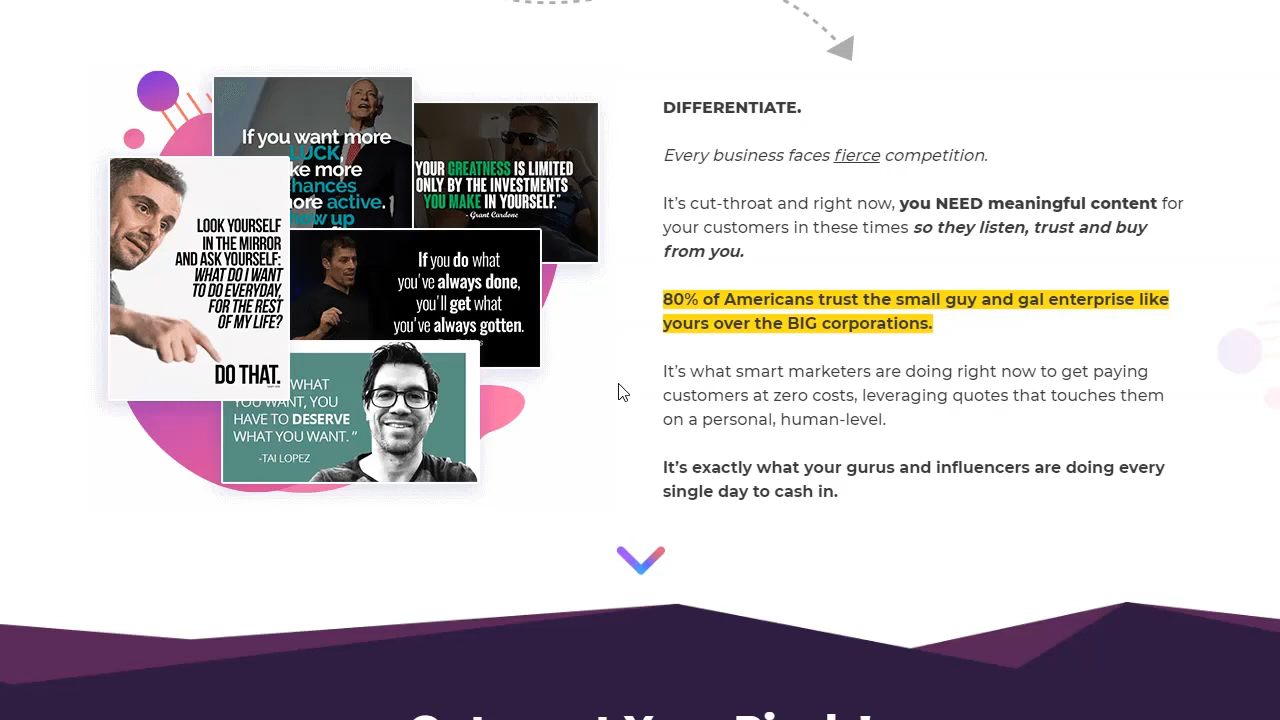 If you want more
LUCK,
ke more
chances
more active.
how up
YOUR GREATNESS IS LIMITED
ONLY BY THE INVESTMENTS
YOU MAKE IN YOURSELF."
- Grant Cardone
LOOK YOURSELF
IN THE MIRROR
AND ASK YOURSELF:
WHAT DO I WANT
TO DO EVERYDAY,
FOR THE REST
OF MY LIFE?
DO THAT.
If you do what
you've always done,
you'll get what
you've always gotten.
WHAT
YOU WANT, YOU
HAVE TO DESERVE
WHAT YOU WANT. "
-TAI LOPEZ
DIFFERENTIATE.
Every business faces fierce competition.
It's cut-throat and right now, you NEED meaningful content for
your customers in these times so they listen, trust and buy
from you.
80% of Americans trust the small guy and gal enterprise like
yours over the BIG corporations.
It's what smart marketers are doing right now to get paying
customers at zero costs, leveraging quotes that touches them
on a personal, human-level.
It's exactly what your gurus and influencers are doing every
single day to cash in.